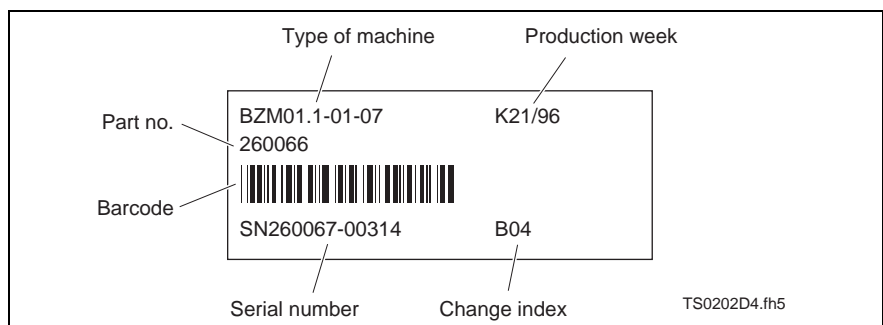 Type of machine Production week
BZM01.1-01-07 K21/96
Part no.
260066
Barcode
SN260067-00314 B04
Serial number Change index TS0202D4.fh5